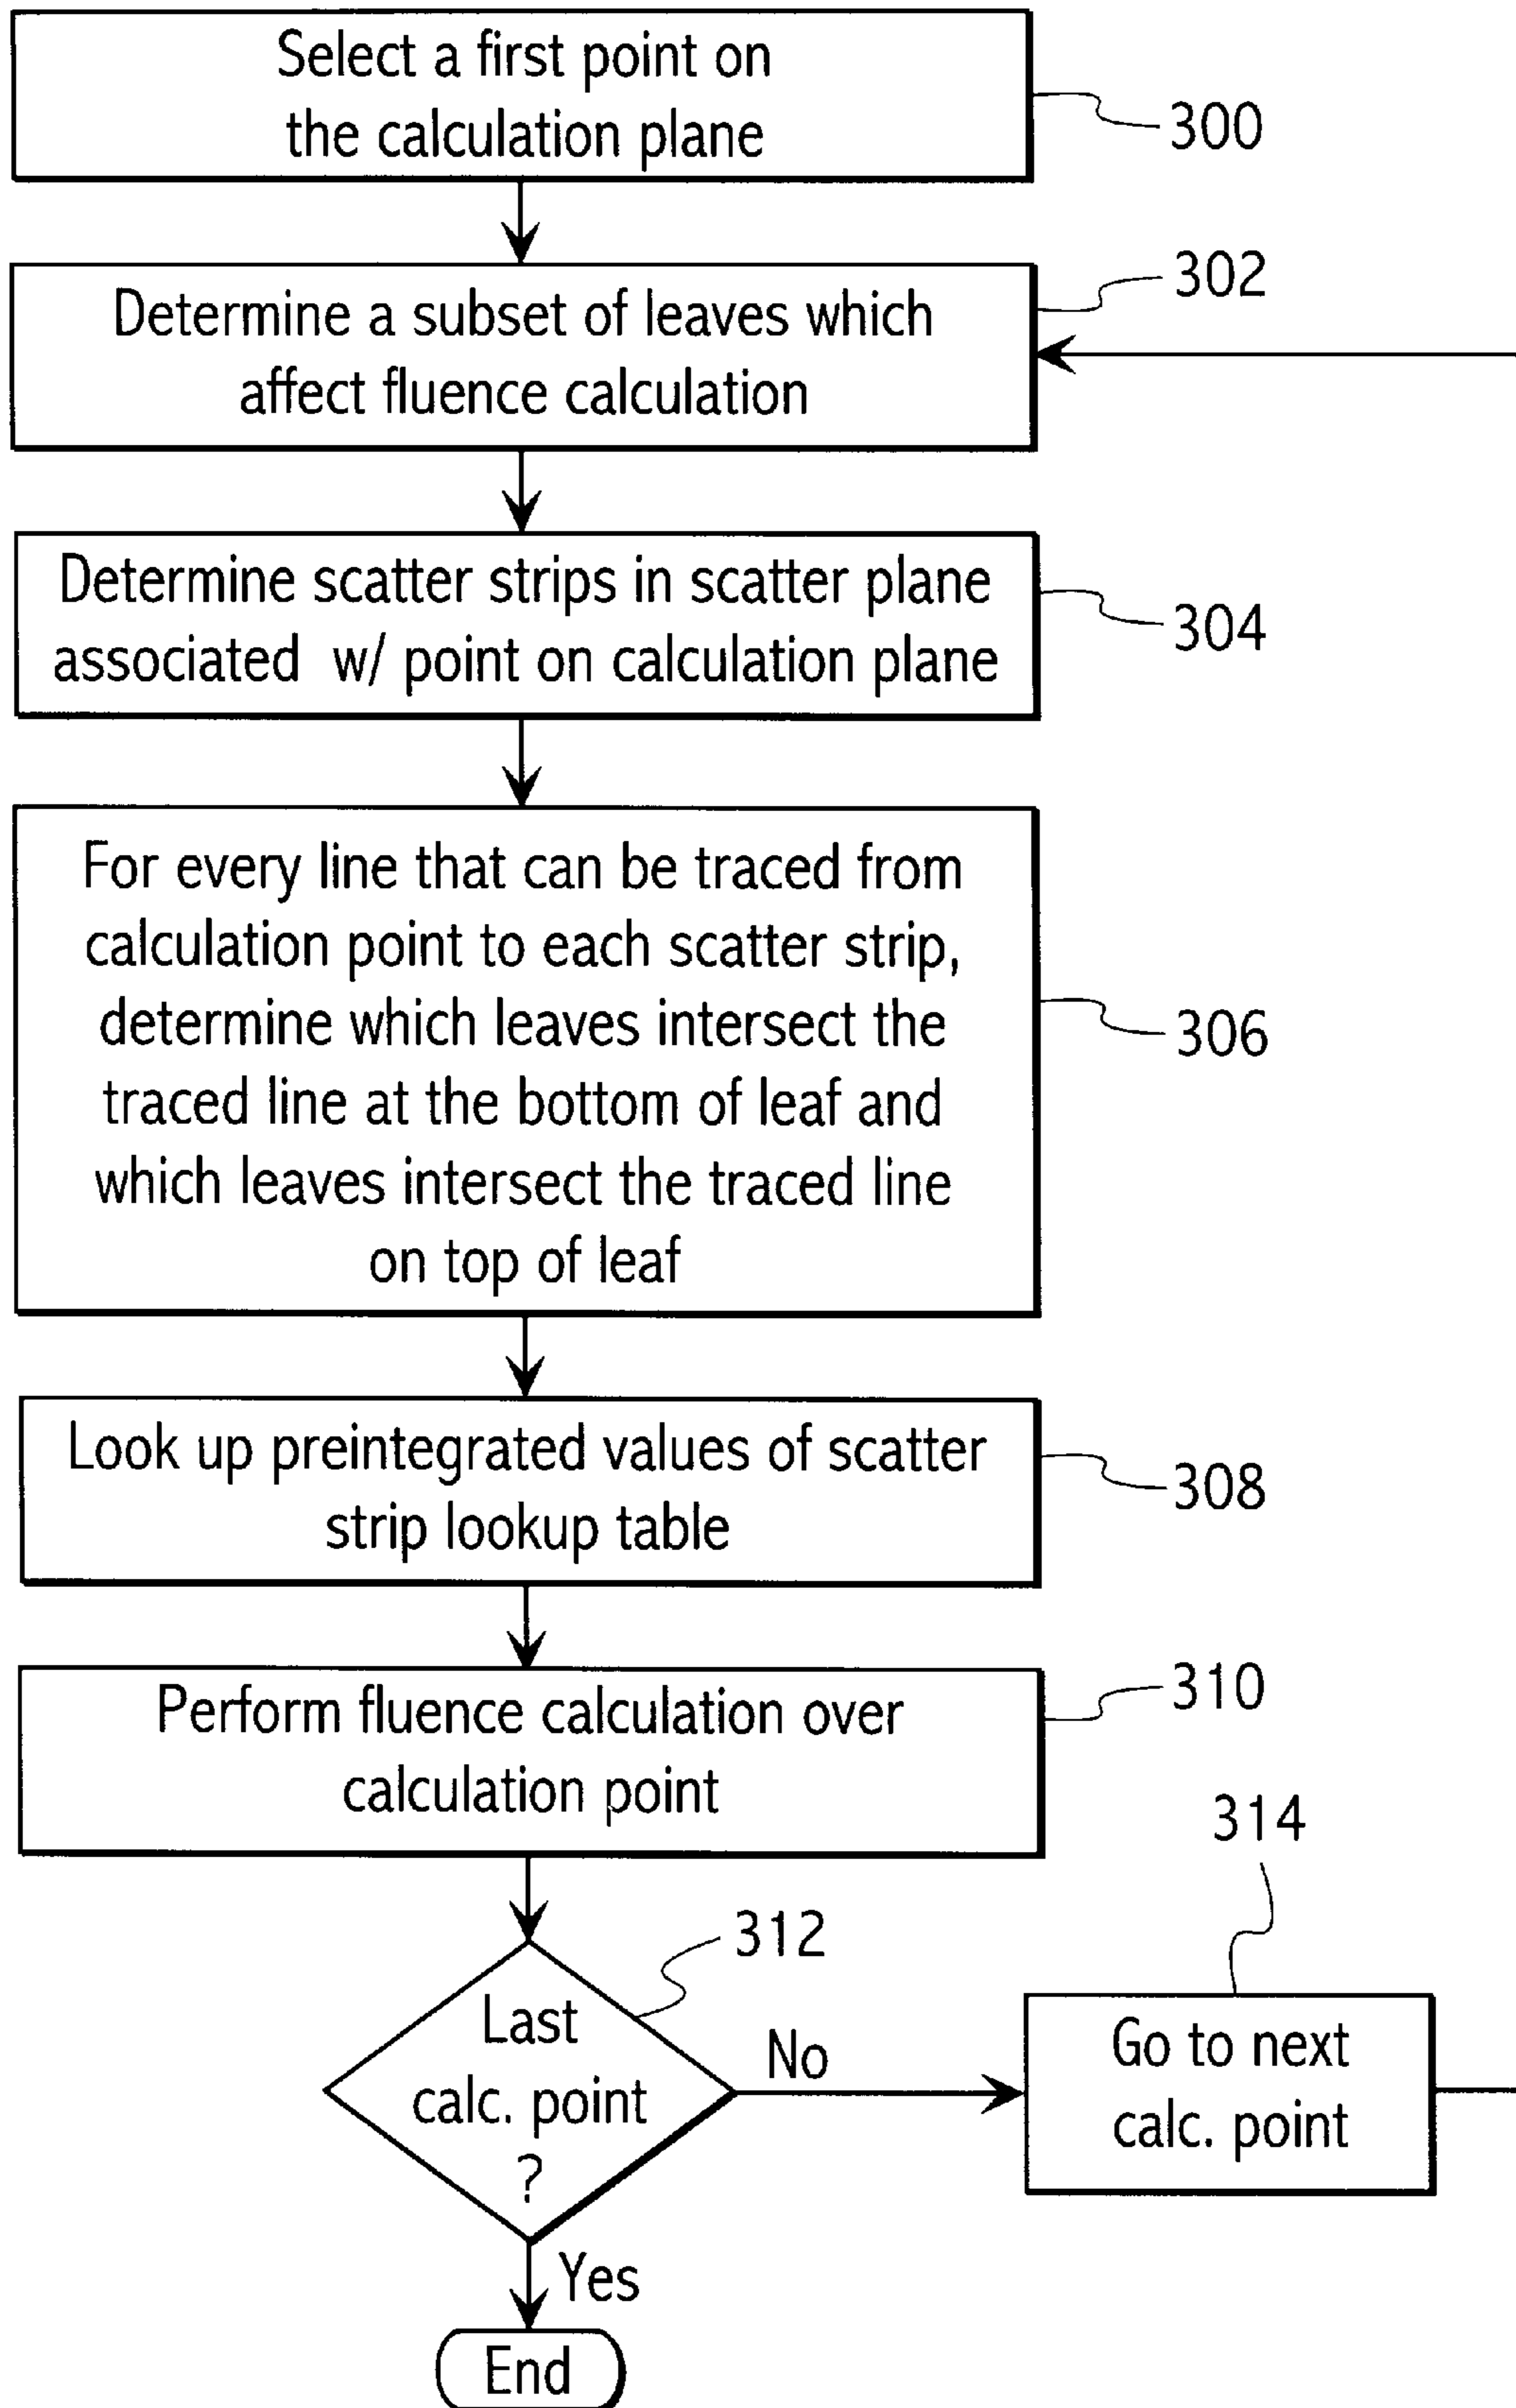 Select a first point on
the calculation plane
300
302
Determine a subset of leaves which
affect fluence calculation
Determine scatter strips in scatter plane
associated w/ point on calculation plane
304
For every line that can be traced from
calculation point to each scatter strip,
determine which leaves intersect the
traced line at the bottom of leaf and
which leaves intersect the traced line
on top of leaf
306
Look up preintegrated values of scatter
strip lookup table
308
Perform fluence calculation over
calculation point
310
312
Last
calc. point
?
No
314
Go to next
calc. point
Yes
End